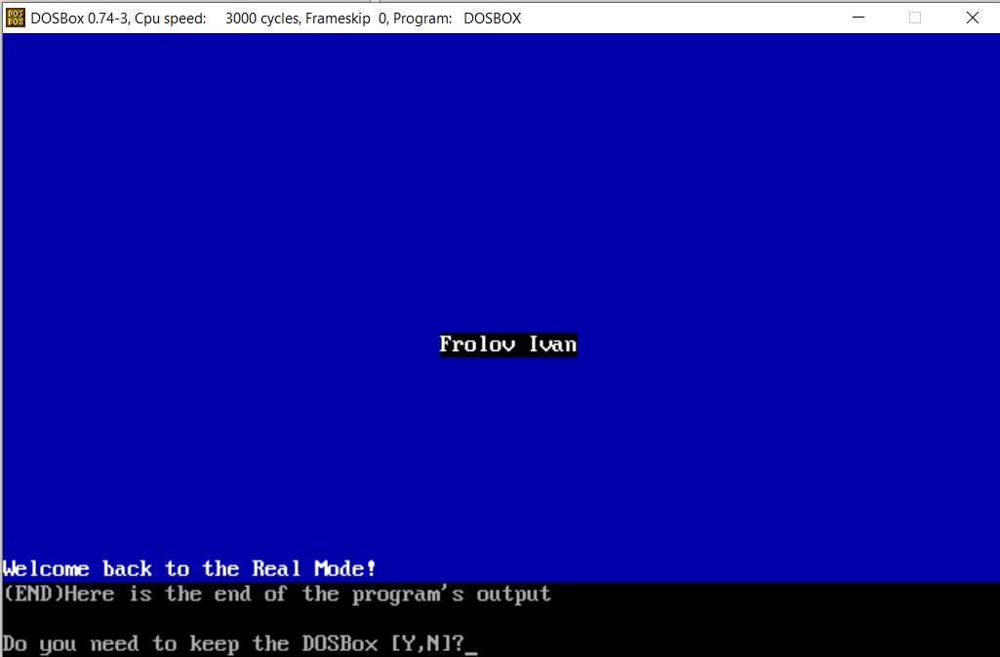 DOSBox 0.74-3, Cpu speed: 3000 cycles, Frameskip 0, Program: DOSBOX
Frolov Ivan
Welcome back to the Real Mode!
(END)Here is the end of the program's output
Do you need to keep the DOSBox [Y,N]?_